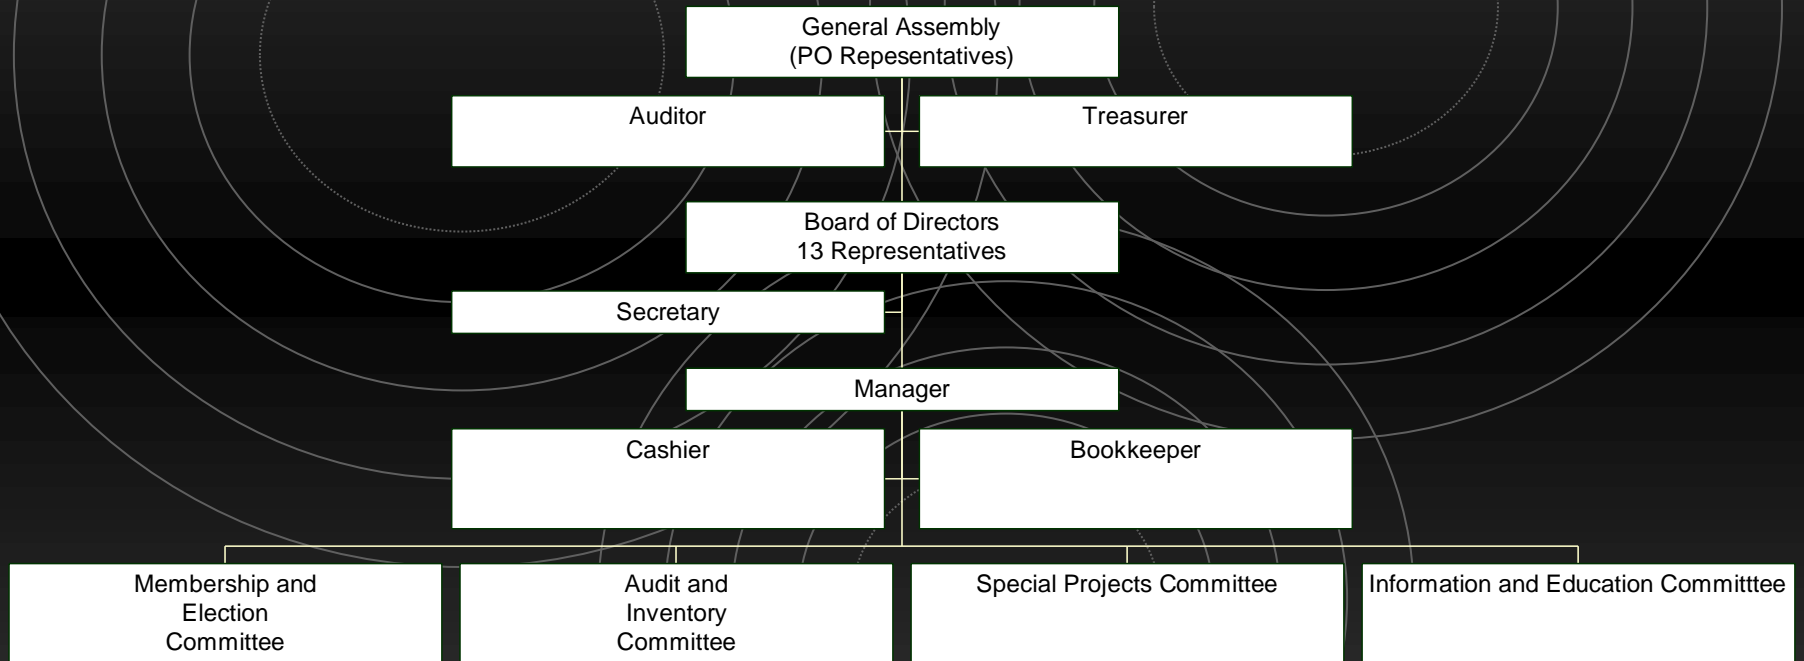 General Assembly
(PO Repesentatives)
Auditor
Treasurer
Board of Directors
13 Representatives
Secretary
Manager
Cashier
Bookkeeper
Membership and
Election
Committee
Audit and
Inventory
Committee
Special Projects Committee
Information and Education Committtee